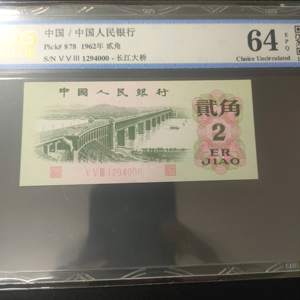 中国 / 中国人民银行
Pick# 878 1962年 贰角
S/N V V III 1294000 - 长江大桥
64
EPQ
Choice Uncirculated
中国人民银行
贰角
2
ER
JIAO
V V III 1294000